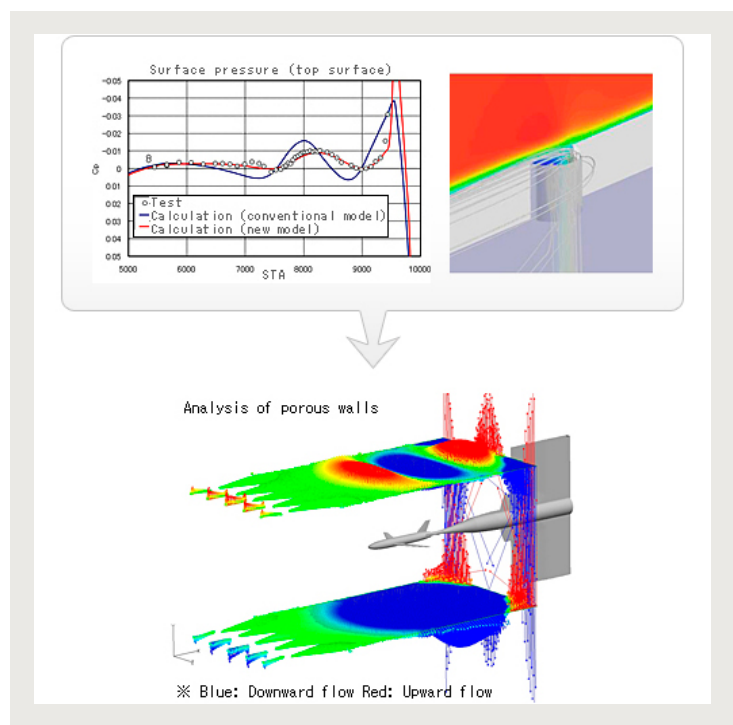 Surface pressure (top surface)
-0.05
-0.04
-0.03
-0.02
-0.01
0
0.01
0.02
0.03
0.04
0.05
Cp
B
Test
Calculation (conventional model)
Calculation (new model)
5000 6000 7000 8000 9000 10000
STA
Analysis of porous walls
※ Blue: Downward flow Red: Upward flow